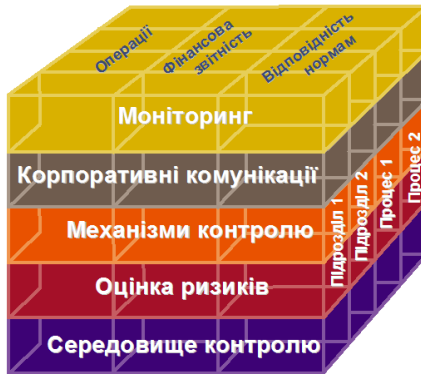 Операції
Фінансова
звітність
Відповідність
нормам
Моніторинг
Корпоративні комунікації
Механізми контролю
Оцінка ризиків
Середовище контролю
Підрозділ 1
Підрозділ 2
Процес 1
Процес 2